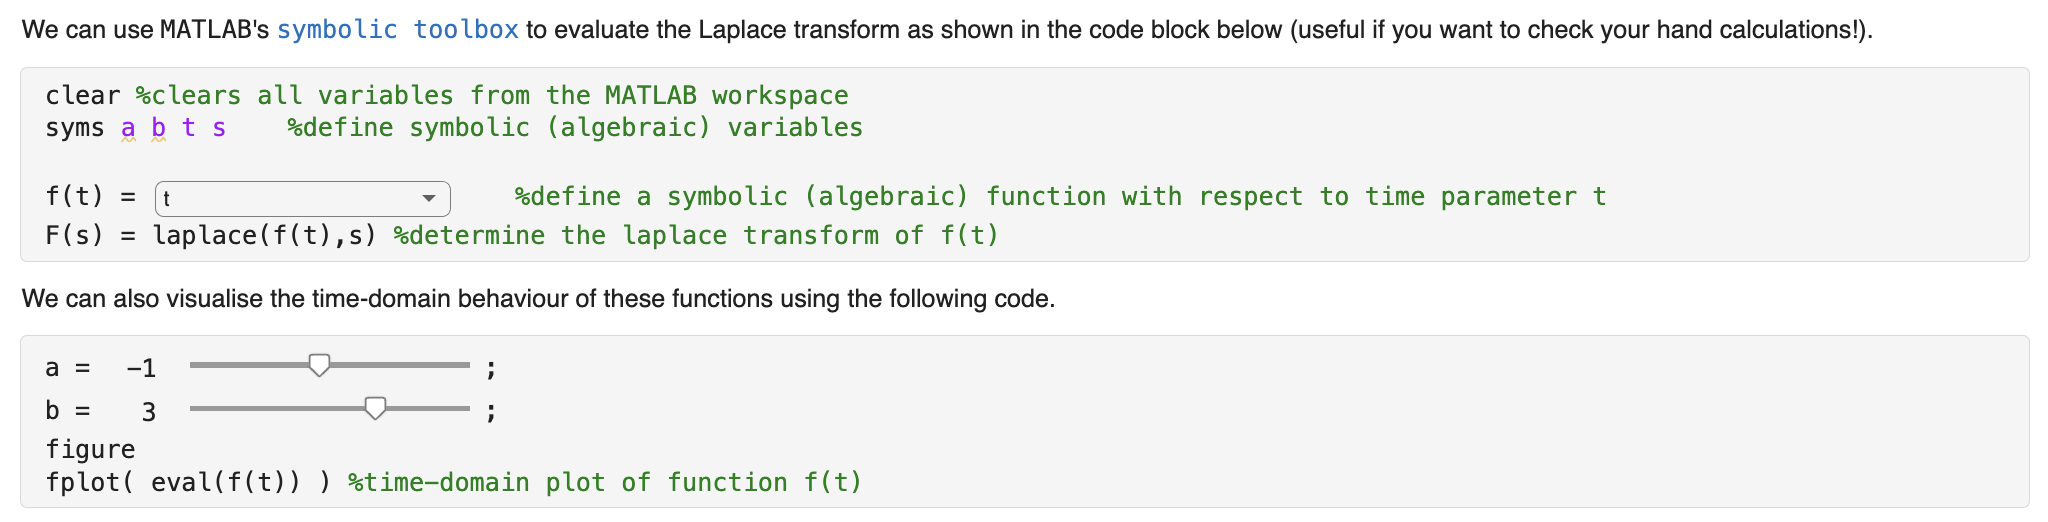 We can use MATLAB's symbolic toolbox to evaluate the Laplace transform as shown in the code block below (useful if you want to check your hand calculations!).
clear %clears all variables from the MATLAB workspace
syms a b t s    %define symbolic (algebraic) variables
f(t) = t    %define a symbolic (algebraic) function with respect to time parameter t
F(s) = laplace(f(t),s) %determine the laplace transform of f(t)
We can also visualise the time-domain behaviour of these functions using the following code.
a = -1 ;
b = 3 ;
figure
fplot( eval(f(t)) ) %time-domain plot of function f(t)